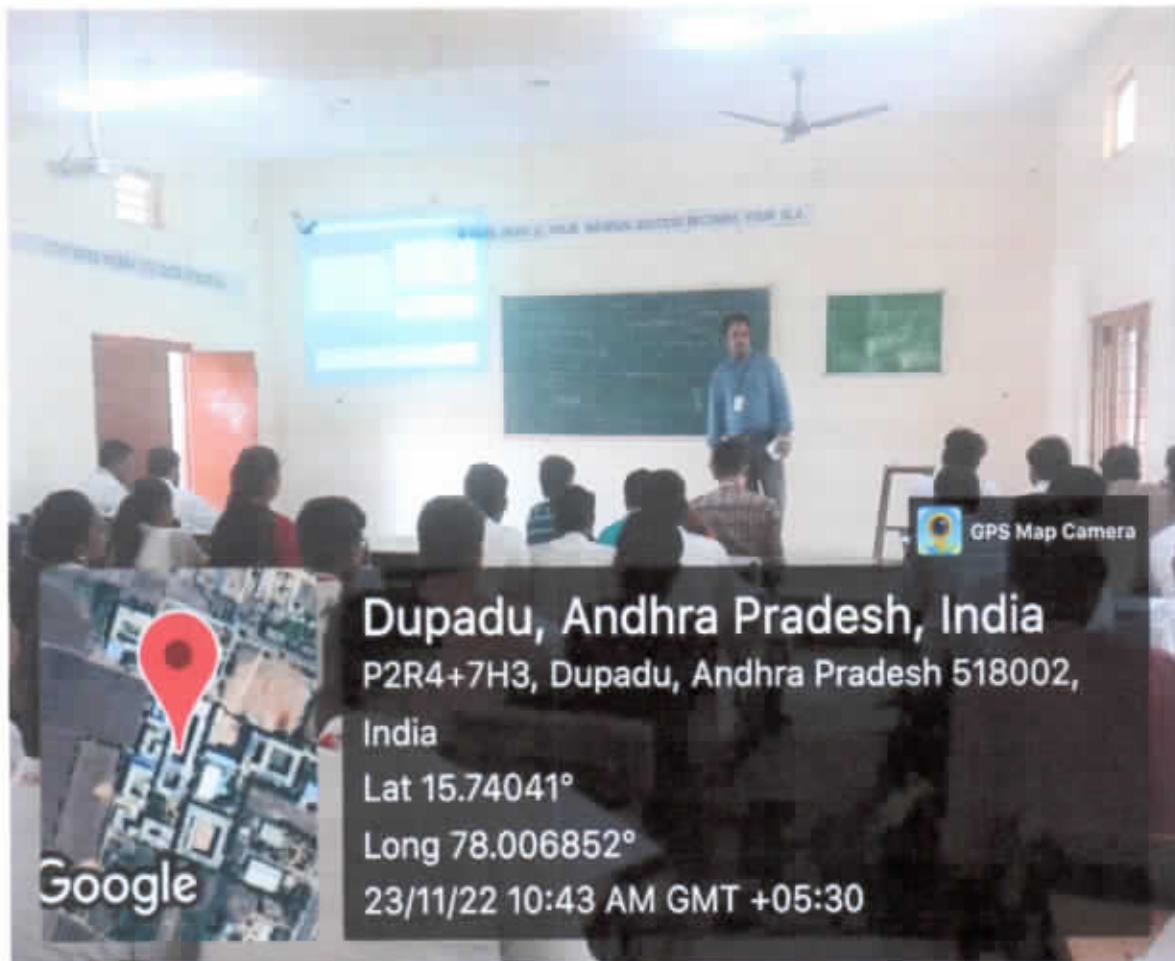 YOUR
GPS Map Camera
Dupadu, Andhra Pradesh, India
P2R4+7H3, Dupadu, Andhra Pradesh 518002,
India
Lat 15.74041°
Long 78.006852°
23/11/22 10:43 AM GMT +05:30
Google